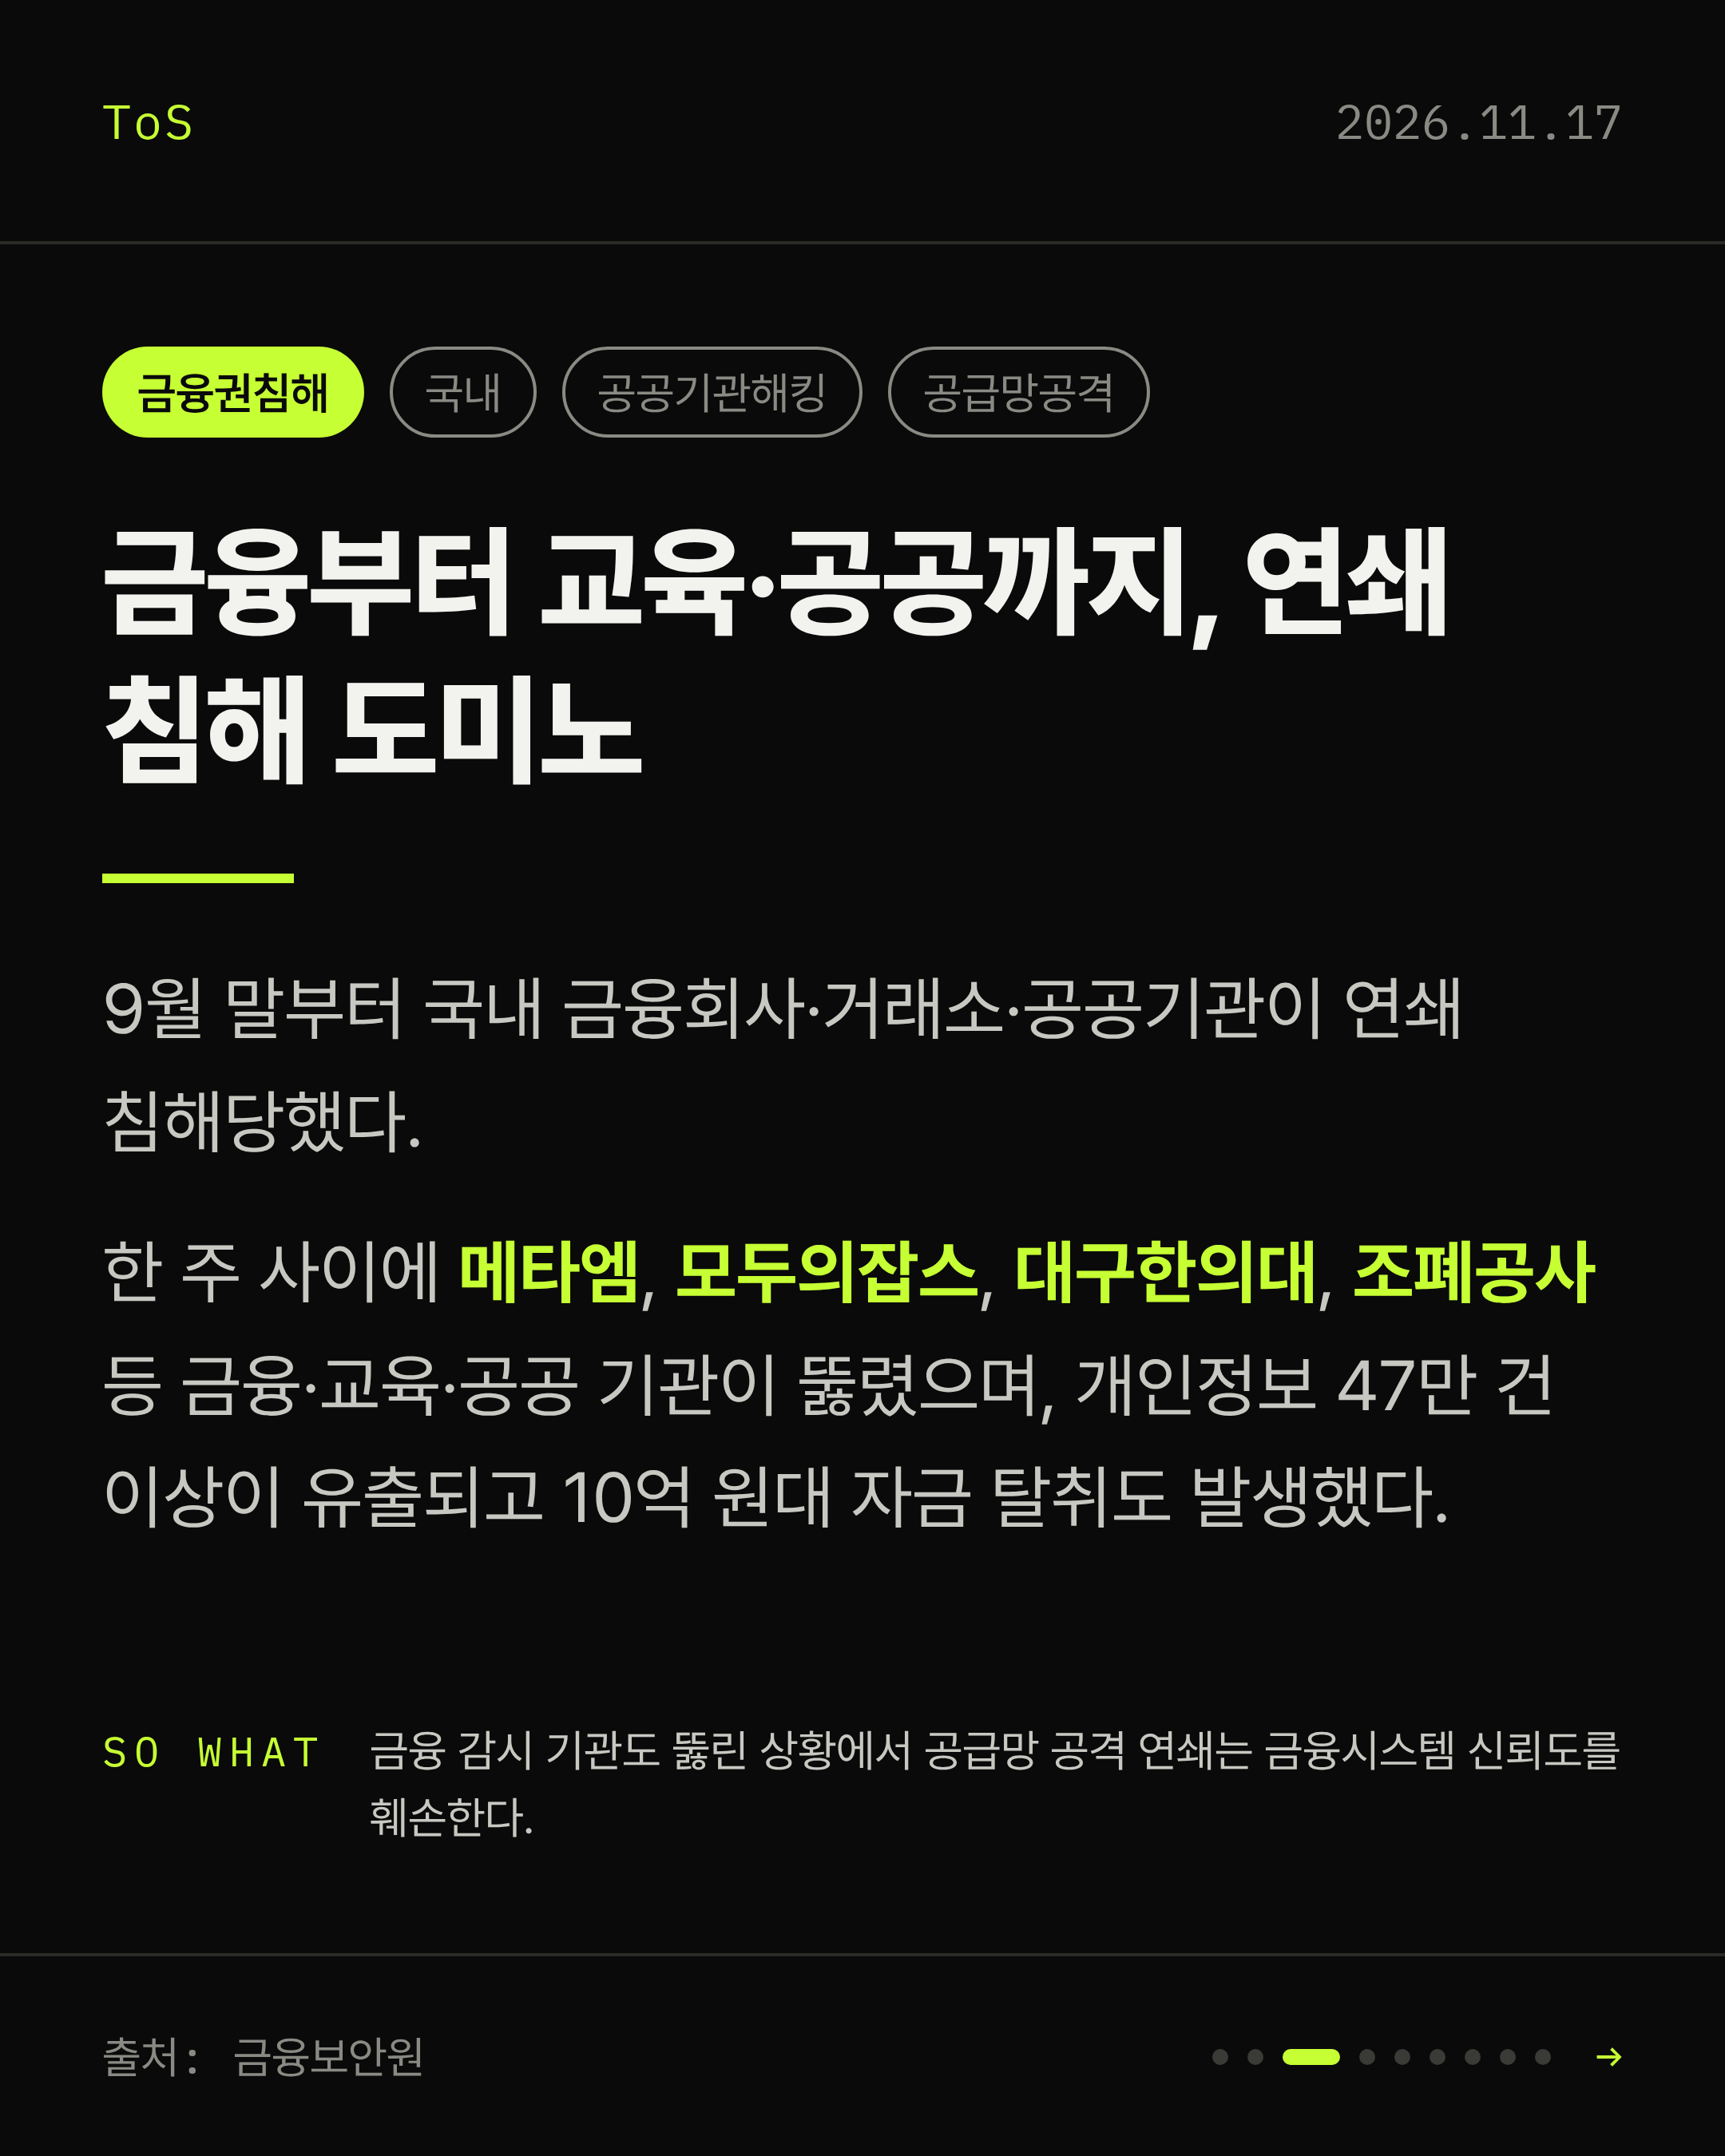 ToS
2026.11.17
금융권침해
국내
공공기관해킹
공급망공격
금융부터 교육·공공까지, 연쇄
침해 도미노
9월 말부터 국내 금융회사·거래소·공공기관이 연쇄
침해당했다.
한 주 사이에 메타엠, 모두의잡스, 대구한의대, 조폐공사
등 금융·교육·공공 기관이 뚫렸으며, 개인정보 47만 건
이상이 유출되고 10억 원대 자금 탈취도 발생했다.
SO WHAT
금융 감시 기관도 뚫린 상황에서 공급망 공격 연쇄는 금융시스템 신뢰도를
훼손한다.
출처: 금융보안원
→